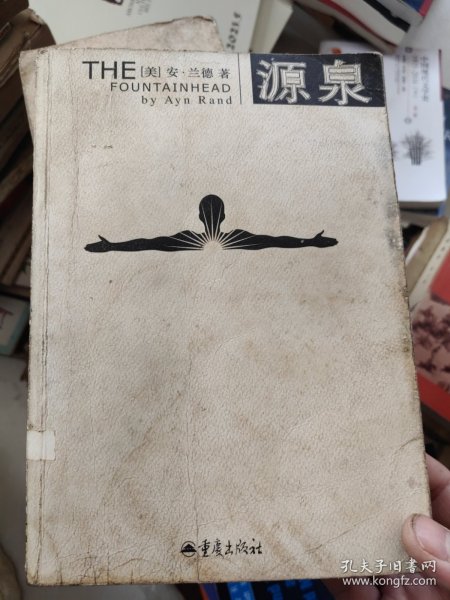 THE [美] 安·兰德 著
FOUNTAINHEAD
by Ayn Rand
源泉
重庆出版社
孔夫子旧书网
www.kongfz.com